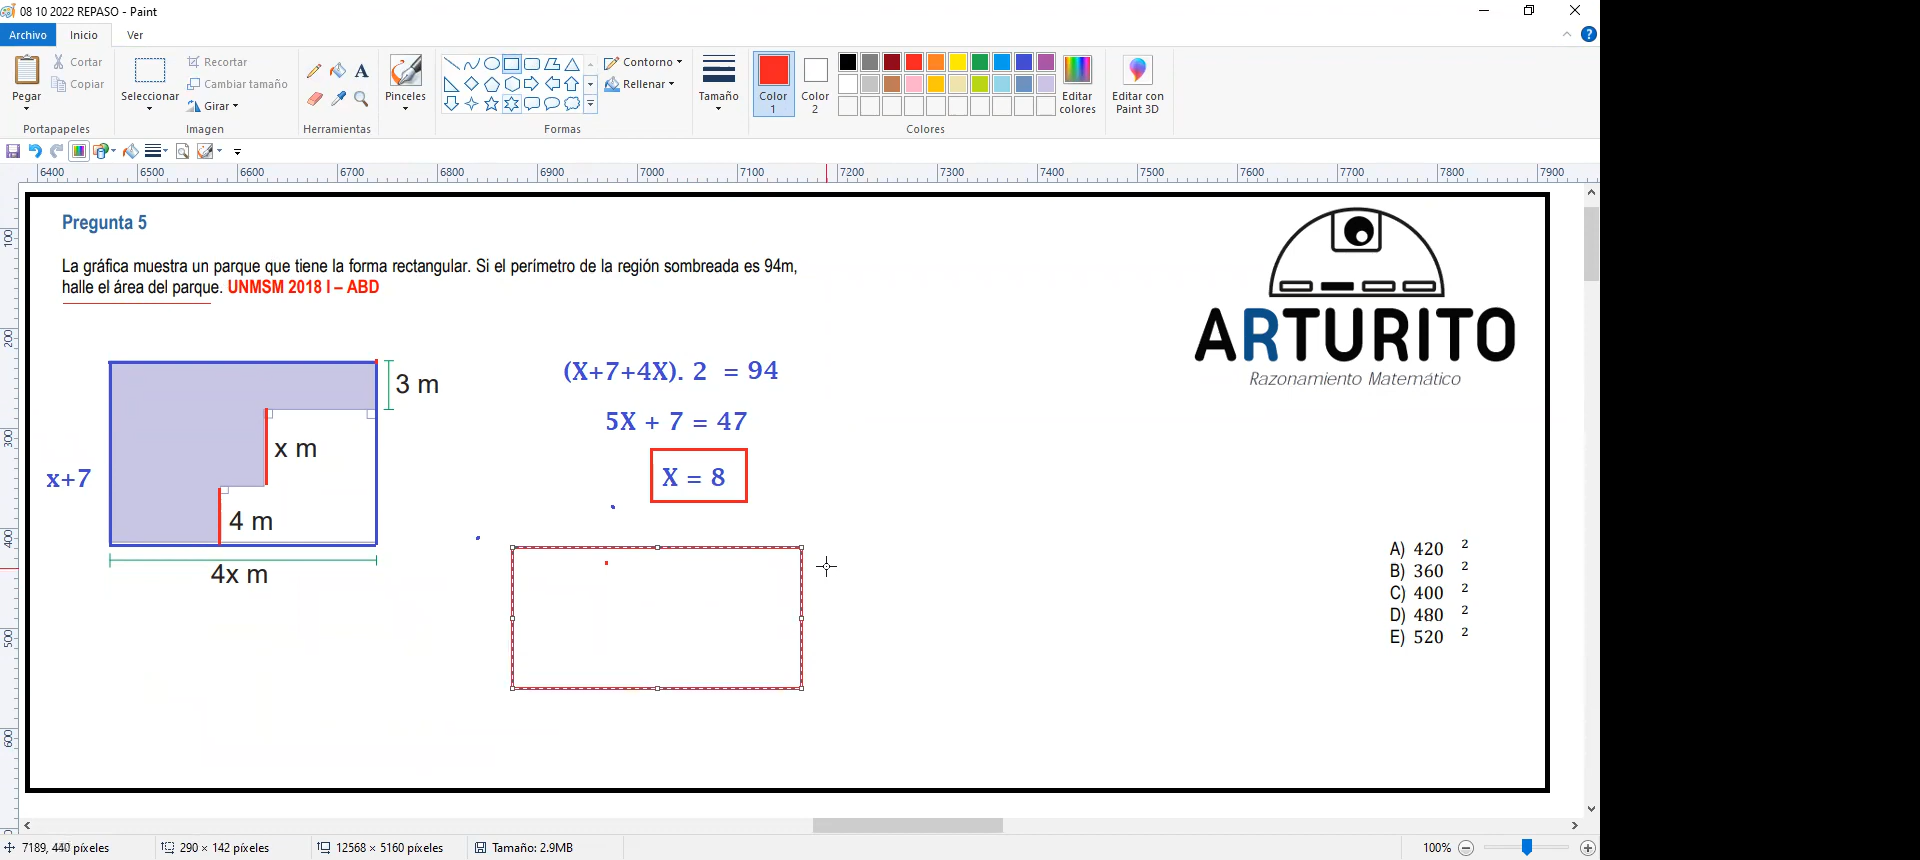 08 10 2022 REPASO - Paint
Archivo
Inicio
Ver
Pegar
Cortar
Copiar
Portapapeles
Seleccionar
Recortar
Cambiar tamaño
Girar
Imagen
A
Herramientas
Pinceles
Formas
Contorno
Rellenar
Tamaño
Color 1
Color 2
Colores
Editar colores
Editar con Paint 3D
6400 6500 6600 6700 6800 6900 7000 7100 7200 7300 7400 7500 7600 7700 7800 7900
100
200
300
400
500
600
Pregunta 5
La gráfica muestra un parque que tiene la forma rectangular. Si el perímetro de la región sombreada es 94m,
halle el área del parque. UNMSM 2018 I – ABD
ARTURITO
Razonamiento Matemático
3 m
x m
x+7
4 m
4x m
(X+7+4X). 2 = 94
5X + 7 = 47
X = 8
A) 420 ²
B) 360 ²
C) 400 ²
D) 480 ²
E) 520 ²
7189, 440 píxeles
290 × 142 píxeles
12568 × 5160 píxeles
Tamaño: 2.9MB
100%